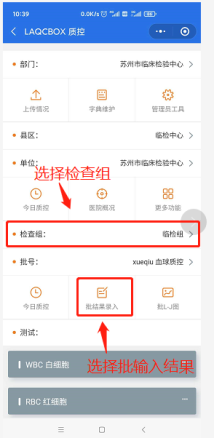 10:39
0.0K/s
LAQCBOX 质控
部门：
苏州市临床检验中心
上传情况
字典维护
管理员工具
县区：
临检中心
单位：
苏州市临床检验中心
选择检查组
今日质控
医院概况
更多功能
检查组：
临检组
批号：
xueqiu 血球质控
今日质控
批结果录入
批L-J图
测试：
选择批输入结果
WBC 白细胞
RBC 红细胞